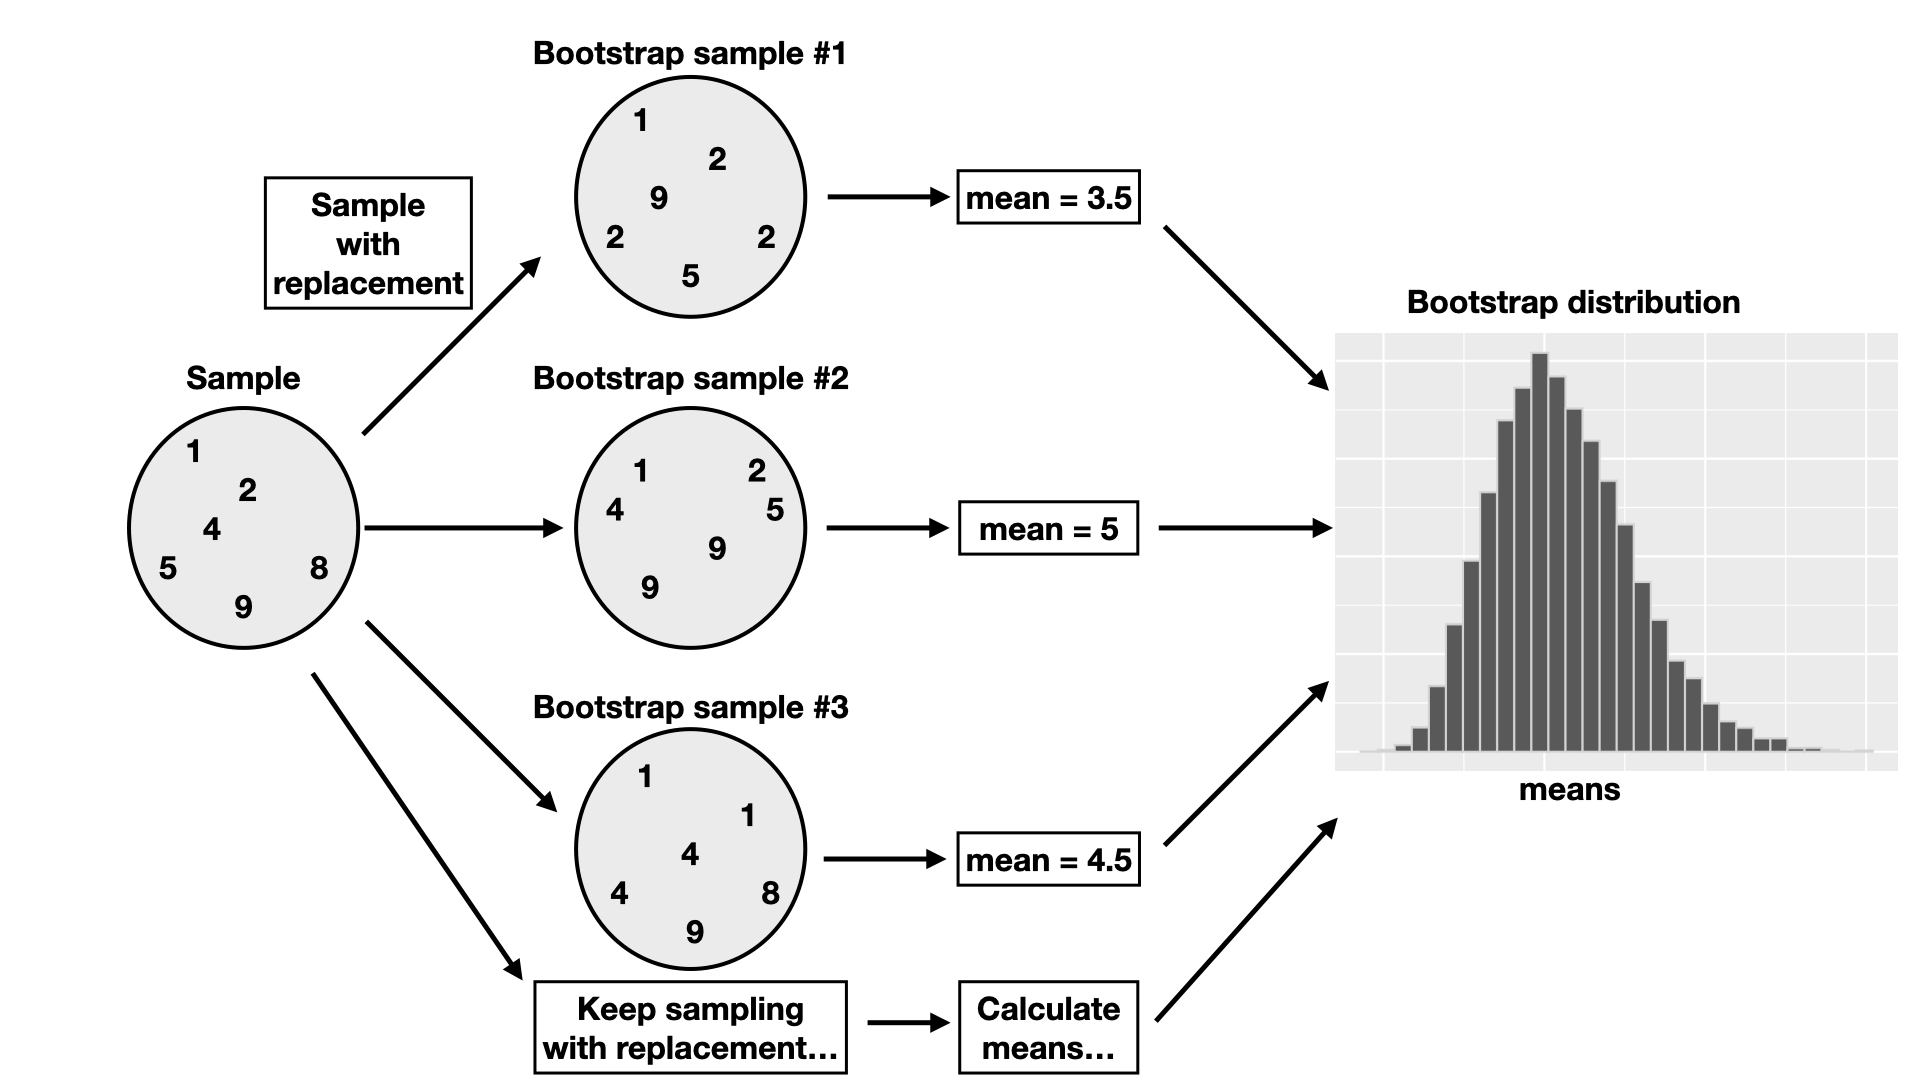 Bootstrap sample #1
1
2
9
2 2
5
Sample
with
replacement
mean = 3.5
Sample
1
2
4
5 8
9
Bootstrap sample #2
1 2
4 5
9
9
mean = 5
Bootstrap sample #3
1
1
4
4 8
9
mean = 4.5
Keep sampling
with replacement...
Calculate
means...
Bootstrap distribution
means